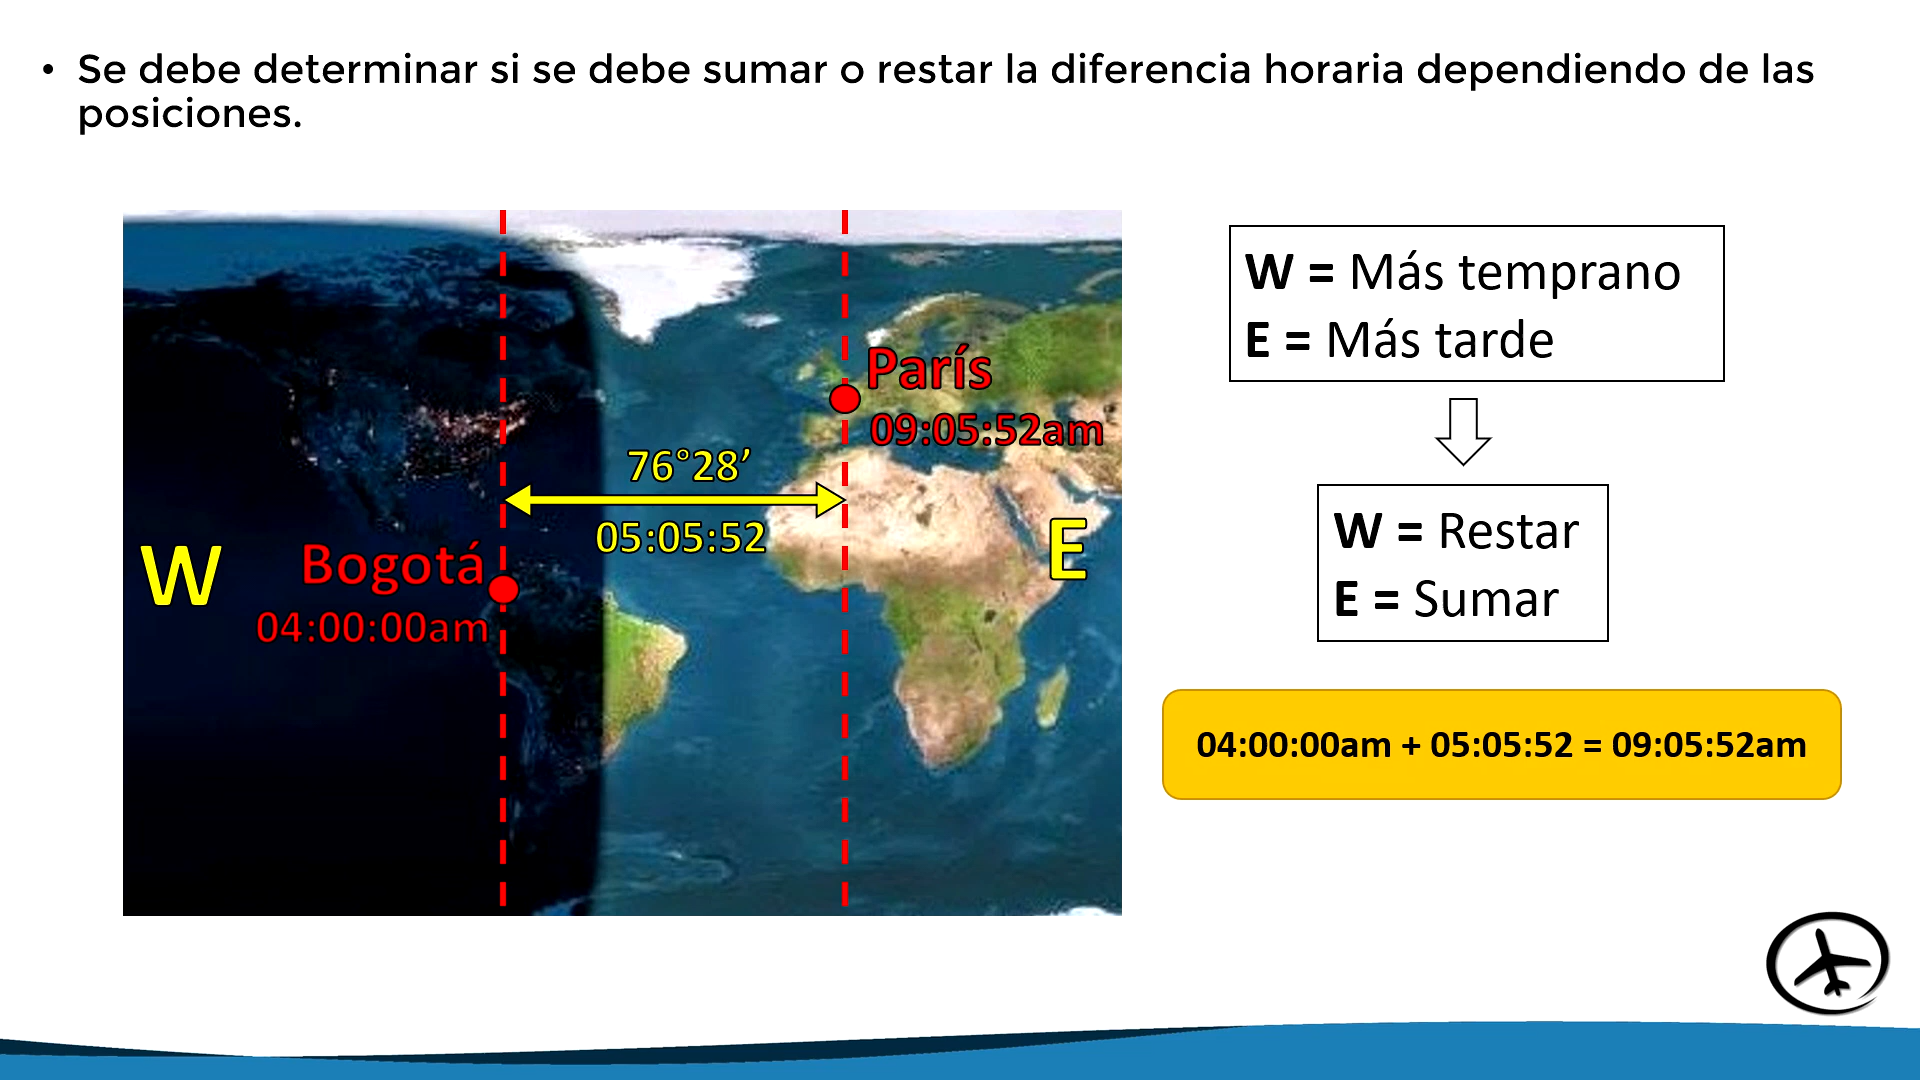 • Se debe determinar si se debe sumar o restar la diferencia horaria dependiendo de las
posiciones.
W = Más temprano
E = Más tarde
París
09:05:52am
76°28’
05:05:52
W
E
Bogotá
04:00:00am
W = Restar
E = Sumar
04:00:00am + 05:05:52 = 09:05:52am